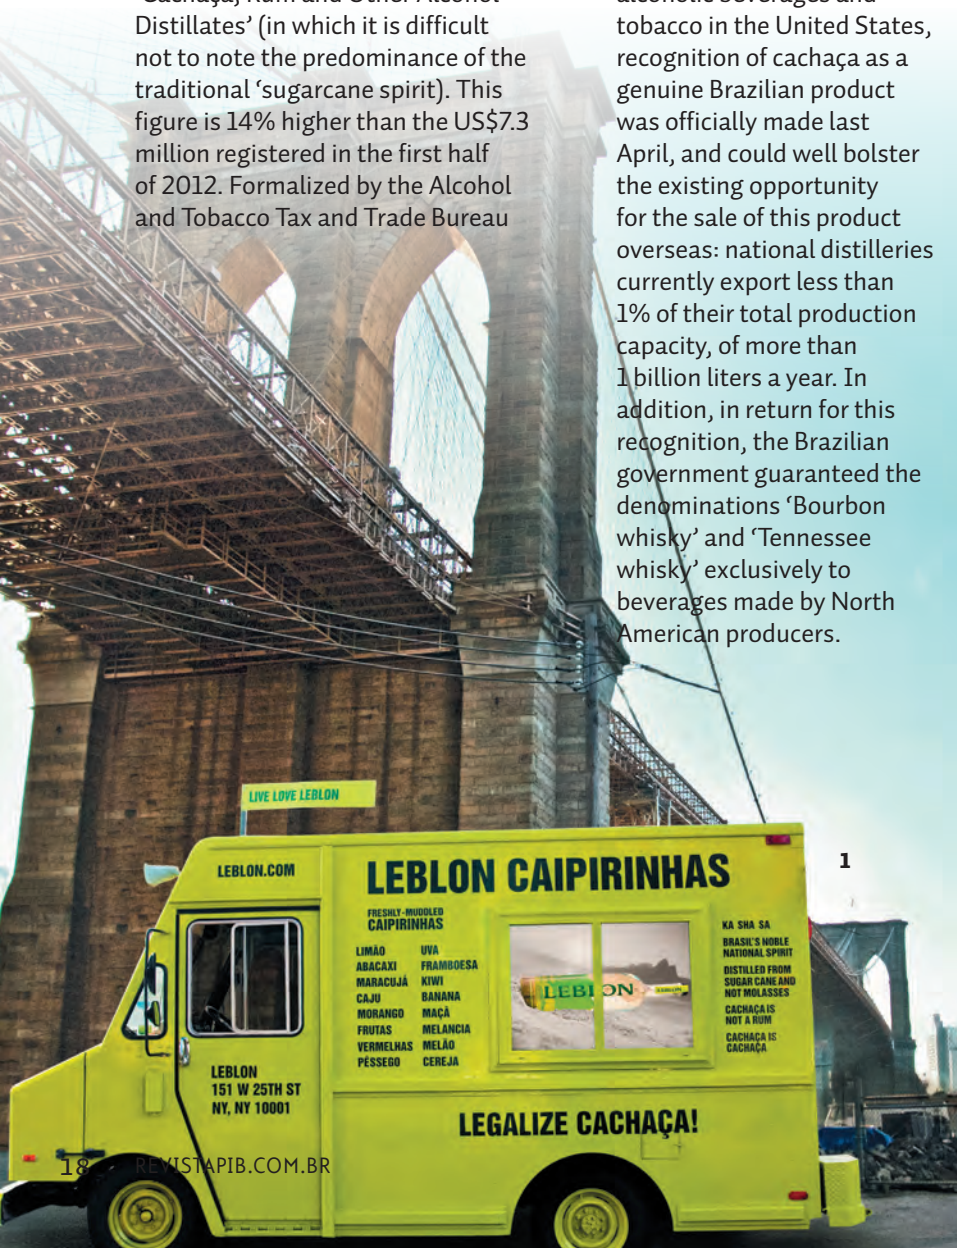 'Cachaça, Rum and Other Alcohol
Distillates’ (in which it is difficult
not to note the predominance of the
traditional ‘sugarcane spirit). This
figure is 14% higher than the US$7.3
million registered in the first half
of 2012. Formalized by the Alcohol
and Tobacco Tax and Trade Bureau
alcoholic beverages and
tobacco in the United States,
recognition of cachaça as a
genuine Brazilian product
was officially made last
April, and could well bolster
the existing opportunity
for the sale of this product
overseas: national distilleries
currently export less than
1% of their total production
capacity, of more than
1 billion liters a year. In
addition, in return for this
recognition, the Brazilian
government guaranteed the
denominations ‘Bourbon
whisky’ and ‘Tennessee
whisky’ exclusively to
beverages made by North
American producers.
LIVE LOVE LEBLON
1
LEBLON.COM
LEBLON CAIPIRINHAS
FRESHLY-MUDDLED
CAIPIRINHAS
LIMÃO
ABACAXI
MARACUJÁ
CAJU
MORANGO
FRUTAS
VERMELHAS
PÊSSEGO
UVA
FRAMBOESA
KIWI
BANANA
MAÇÃ
MELANCIA
MELÃO
CEREJA
LEBLON
LEBLON
KA SHA SA
BRASIL'S NOBLE
NATIONAL SPIRIT
DISTILLED FROM
SUGAR CANE AND
NOT MOLASSES
CACHAÇA IS
NOT A RUM
CACHAÇA IS
CACHAÇA
LEBLON
151 W 25TH ST
NY, NY 10001
LEGALIZE CACHAÇA!
18
REVISTAPIB.COM.BR